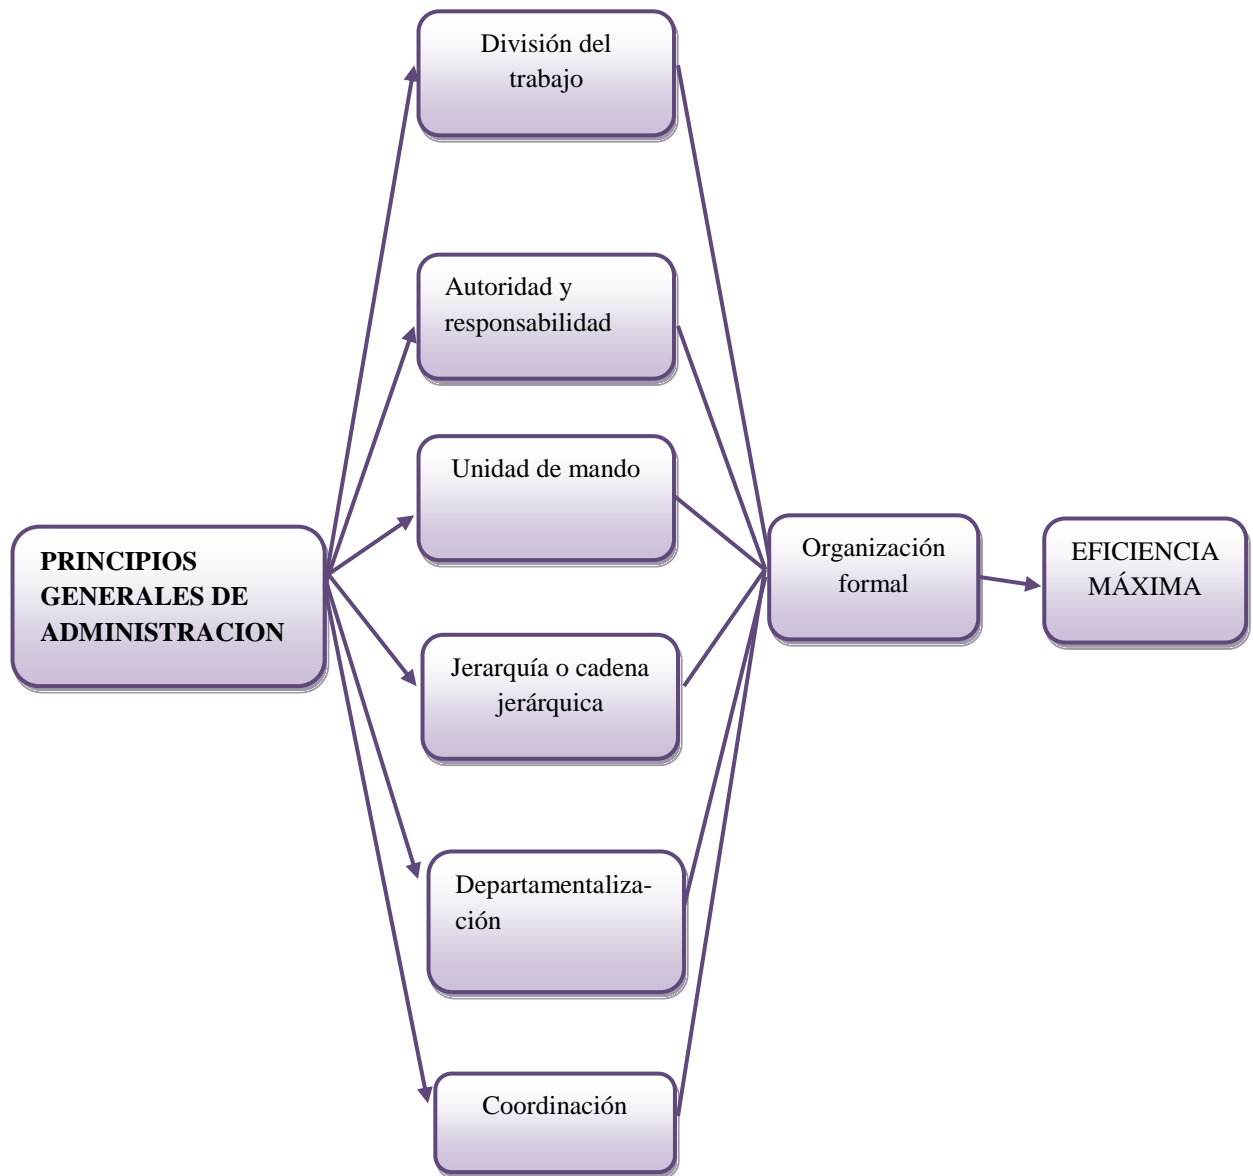 División del
trabajo
Autoridad y
responsabilidad
Unidad de mando
PRINCIPIOS
GENERALES DE
ADMINISTRACION
Organización
formal
EFICIENCIA
MÁXIMA
Jerarquía o cadena
jerárquica
Departamentaliza-
ción
Coordinación